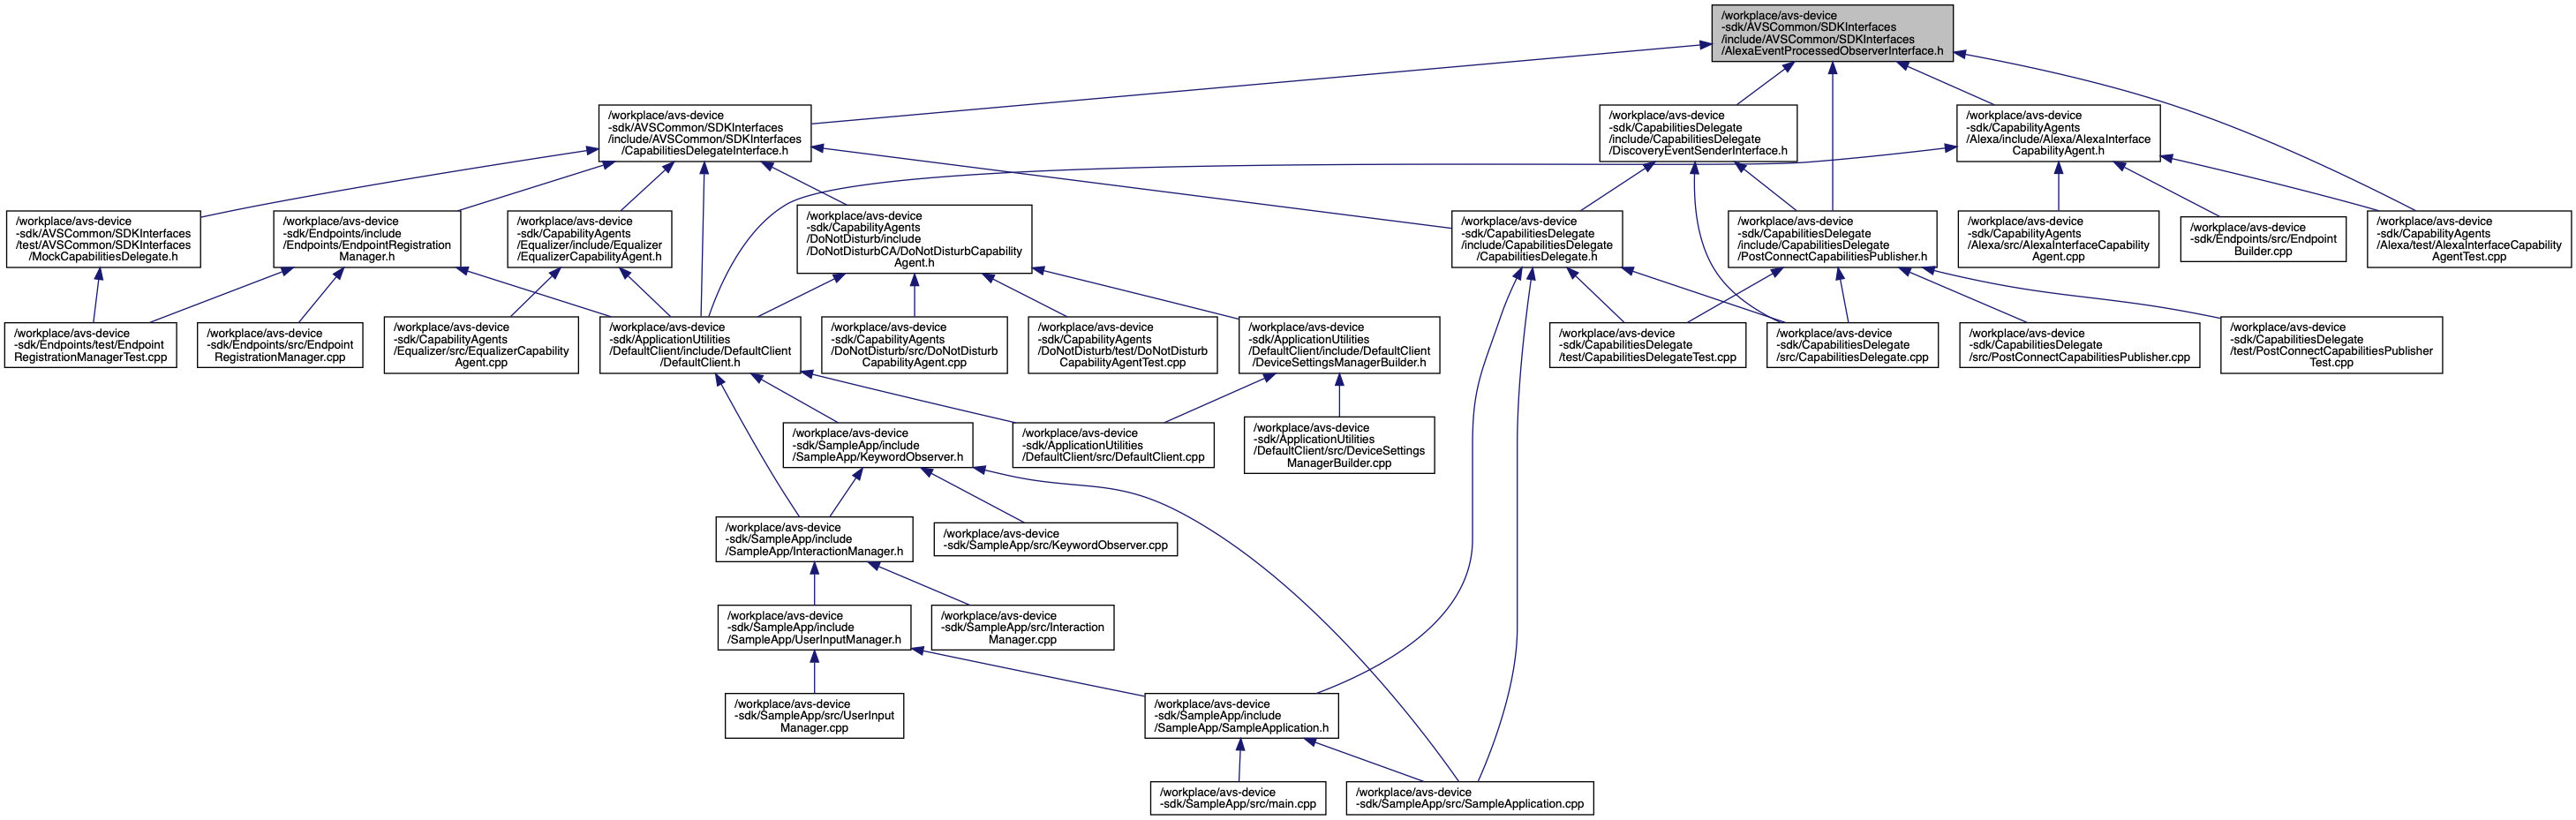 /workplace/avs-device
-sdk/AVSCommon/SDKInterfaces
/include/AVSCommon/SDKInterfaces
/AlexaEventProcessedObserverInterface.h
/workplace/avs-device
-sdk/AVSCommon/SDKInterfaces
/include/AVSCommon/SDKInterfaces
/CapabilitiesDelegateInterface.h
/workplace/avs-device
-sdk/CapabilitiesDelegate
/include/CapabilitiesDelegate
/DiscoveryEventSenderInterface.h
/workplace/avs-device
-sdk/CapabilityAgents
/Alexa/include/Alexa/AlexaInterface
CapabilityAgent.h
/workplace/avs-device
-sdk/AVSCommon/SDKInterfaces
/test/AVSCommon/SDKInterfaces
/MockCapabilitiesDelegate.h
/workplace/avs-device
-sdk/Endpoints/include
/Endpoints/EndpointRegistration
Manager.h
/workplace/avs-device
-sdk/CapabilityAgents
/Equalizer/include/Equalizer
/EqualizerCapabilityAgent.h
/workplace/avs-device
-sdk/CapabilityAgents
/DoNotDisturb/include
/DoNotDisturbCA/DoNotDisturbCapability
Agent.h
/workplace/avs-device
-sdk/CapabilitiesDelegate
/include/CapabilitiesDelegate
/CapabilitiesDelegate.h
/workplace/avs-device
-sdk/CapabilitiesDelegate
/include/CapabilitiesDelegate
/PostConnectCapabilitiesPublisher.h
/workplace/avs-device
-sdk/CapabilityAgents
/Alexa/src/AlexaInterfaceCapability
Agent.cpp
/workplace/avs-device
-sdk/Endpoints/src/Endpoint
Builder.cpp
/workplace/avs-device
-sdk/CapabilityAgents
/Alexa/test/AlexaInterfaceCapability
AgentTest.cpp
/workplace/avs-device
-sdk/Endpoints/test/Endpoint
RegistrationManagerTest.cpp
/workplace/avs-device
-sdk/Endpoints/src/Endpoint
RegistrationManager.cpp
/workplace/avs-device
-sdk/CapabilityAgents
/Equalizer/src/EqualizerCapability
Agent.cpp
/workplace/avs-device
-sdk/ApplicationUtilities
/DefaultClient/include/DefaultClient
/DefaultClient.h
/workplace/avs-device
-sdk/CapabilityAgents
/DoNotDisturb/src/DoNotDisturb
CapabilityAgent.cpp
/workplace/avs-device
-sdk/CapabilityAgents
/DoNotDisturb/test/DoNotDisturb
CapabilityAgentTest.cpp
/workplace/avs-device
-sdk/ApplicationUtilities
/DefaultClient/include/DefaultClient
/DeviceSettingsManagerBuilder.h
/workplace/avs-device
-sdk/CapabilitiesDelegate
/test/CapabilitiesDelegateTest.cpp
/workplace/avs-device
-sdk/CapabilitiesDelegate
/src/CapabilitiesDelegate.cpp
/workplace/avs-device
-sdk/CapabilitiesDelegate
/src/PostConnectCapabilitiesPublisher.cpp
/workplace/avs-device
-sdk/CapabilitiesDelegate
/test/PostConnectCapabilitiesPublisher
Test.cpp
/workplace/avs-device
-sdk/SampleApp/include
/SampleApp/KeywordObserver.h
/workplace/avs-device
-sdk/ApplicationUtilities
/DefaultClient/src/DefaultClient.cpp
/workplace/avs-device
-sdk/ApplicationUtilities
/DefaultClient/src/DeviceSettings
ManagerBuilder.cpp
/workplace/avs-device
-sdk/SampleApp/include
/SampleApp/InteractionManager.h
/workplace/avs-device
-sdk/SampleApp/src/KeywordObserver.cpp
/workplace/avs-device
-sdk/SampleApp/include
/SampleApp/UserInputManager.h
/workplace/avs-device
-sdk/SampleApp/src/Interaction
Manager.cpp
/workplace/avs-device
-sdk/SampleApp/src/UserInput
Manager.cpp
/workplace/avs-device
-sdk/SampleApp/include
/SampleApp/SampleApplication.h
/workplace/avs-device
-sdk/SampleApp/src/main.cpp
/workplace/avs-device
-sdk/SampleApp/src/SampleApplication.cpp